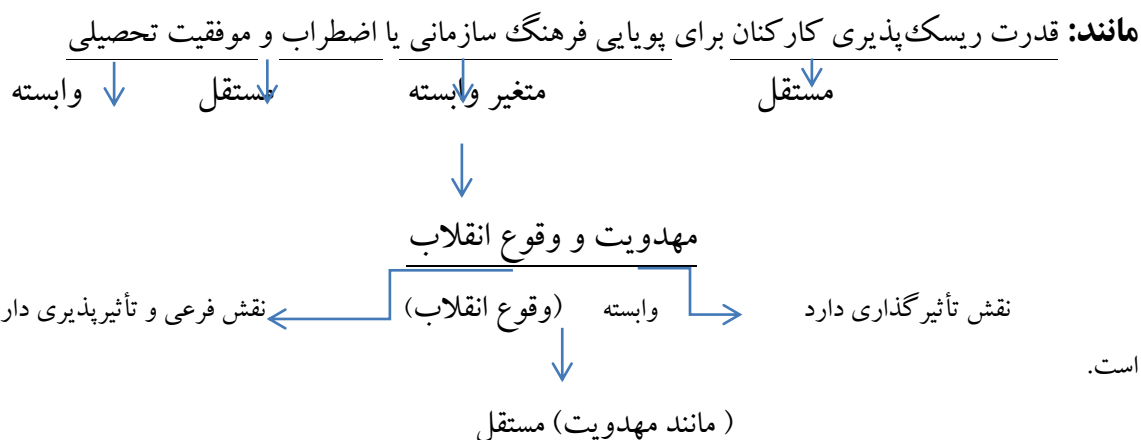 مانند: قدرت ریسک‌پذیری کارکنان برای پویایی فرهنگ سازمانی یا اضطراب و موفقیت تحصیلی
مستقل متغیر وابسته مستقل وابسته
مهدویت و وقوع انقلاب
نقش تأثیرگذاری دارد وابسته (وقوع انقلاب) نقش فرعی و تأثیرپذیری دار
است.
(مانند مهدویت) مستقل